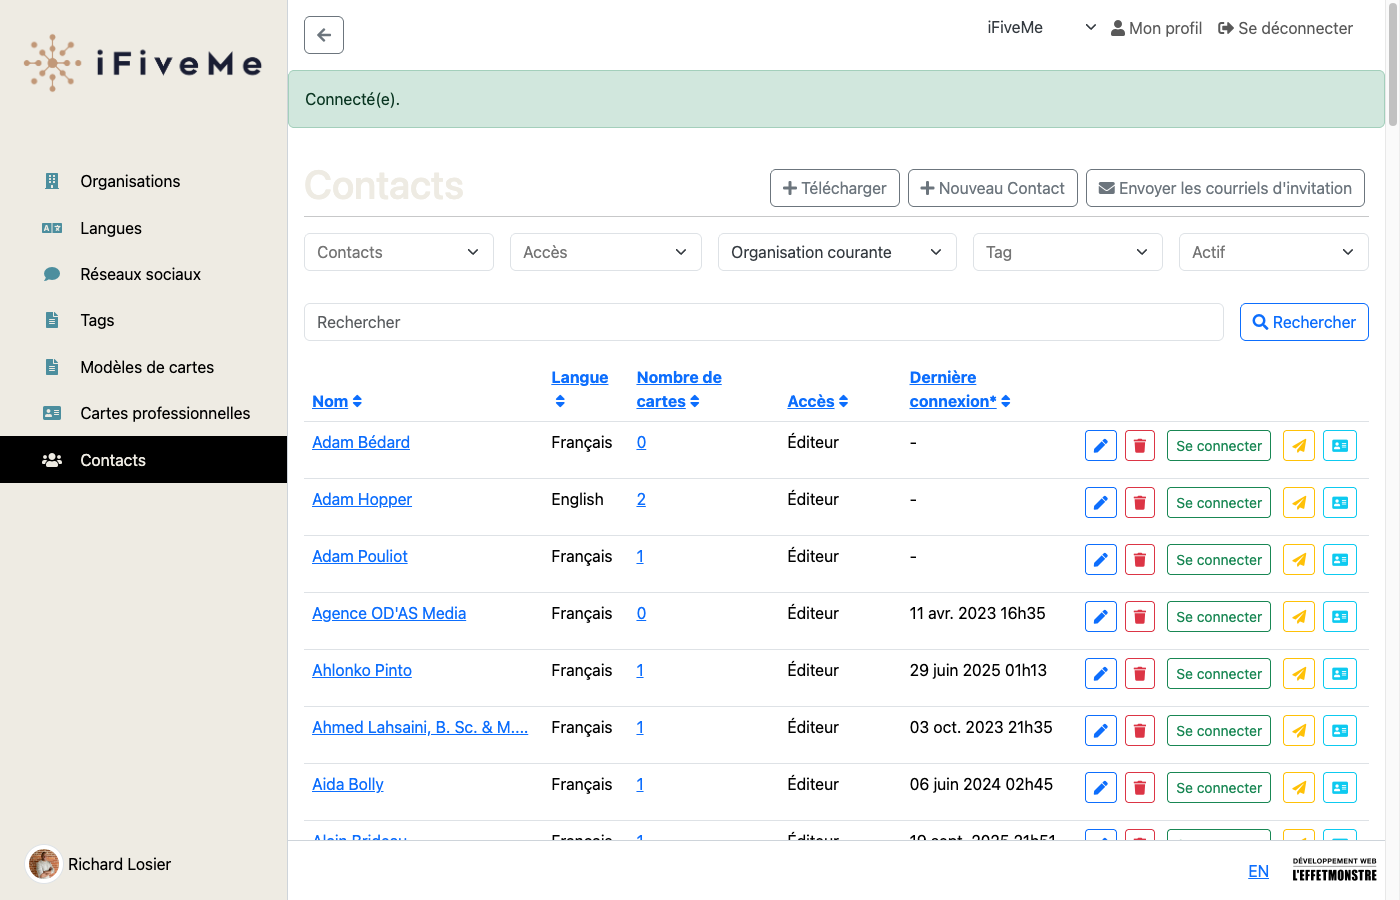 iFiveMe
iFiveMe
Mon profil
Se déconnecter
Connecté(e).
Organisations
Langues
Réseaux sociaux
Tags
Modèles de cartes
Cartes professionnelles
Contacts
Richard Losier
Contacts
Télécharger
Nouveau Contact
Envoyer les courriels d'invitation
Contacts
Accès
Organisation courante
Tag
Actif
Rechercher
Rechercher
Nom
Langue
Nombre de
cartes
Accès
Dernière
connexion*
Adam Bédard Français 0 Éditeur - Se connecter
Adam Hopper English 2 Éditeur - Se connecter
Adam Pouliot Français 1 Éditeur - Se connecter
Agence OD'AS Media Français 0 Éditeur 11 avr. 2023 16h35 Se connecter
Ahlonko Pinto Français 1 Éditeur 29 juin 2025 01h13 Se connecter
Ahmed Lahsaini, B. Sc. & M.... Français 1 Éditeur 03 oct. 2023 21h35 Se connecter
Aida Bolly Français 1 Éditeur 06 juin 2024 02h45 Se connecter
Français 1 Éditeur
EN
DÉVELOPPEMENT WEB
L'EFFETMONSTRE